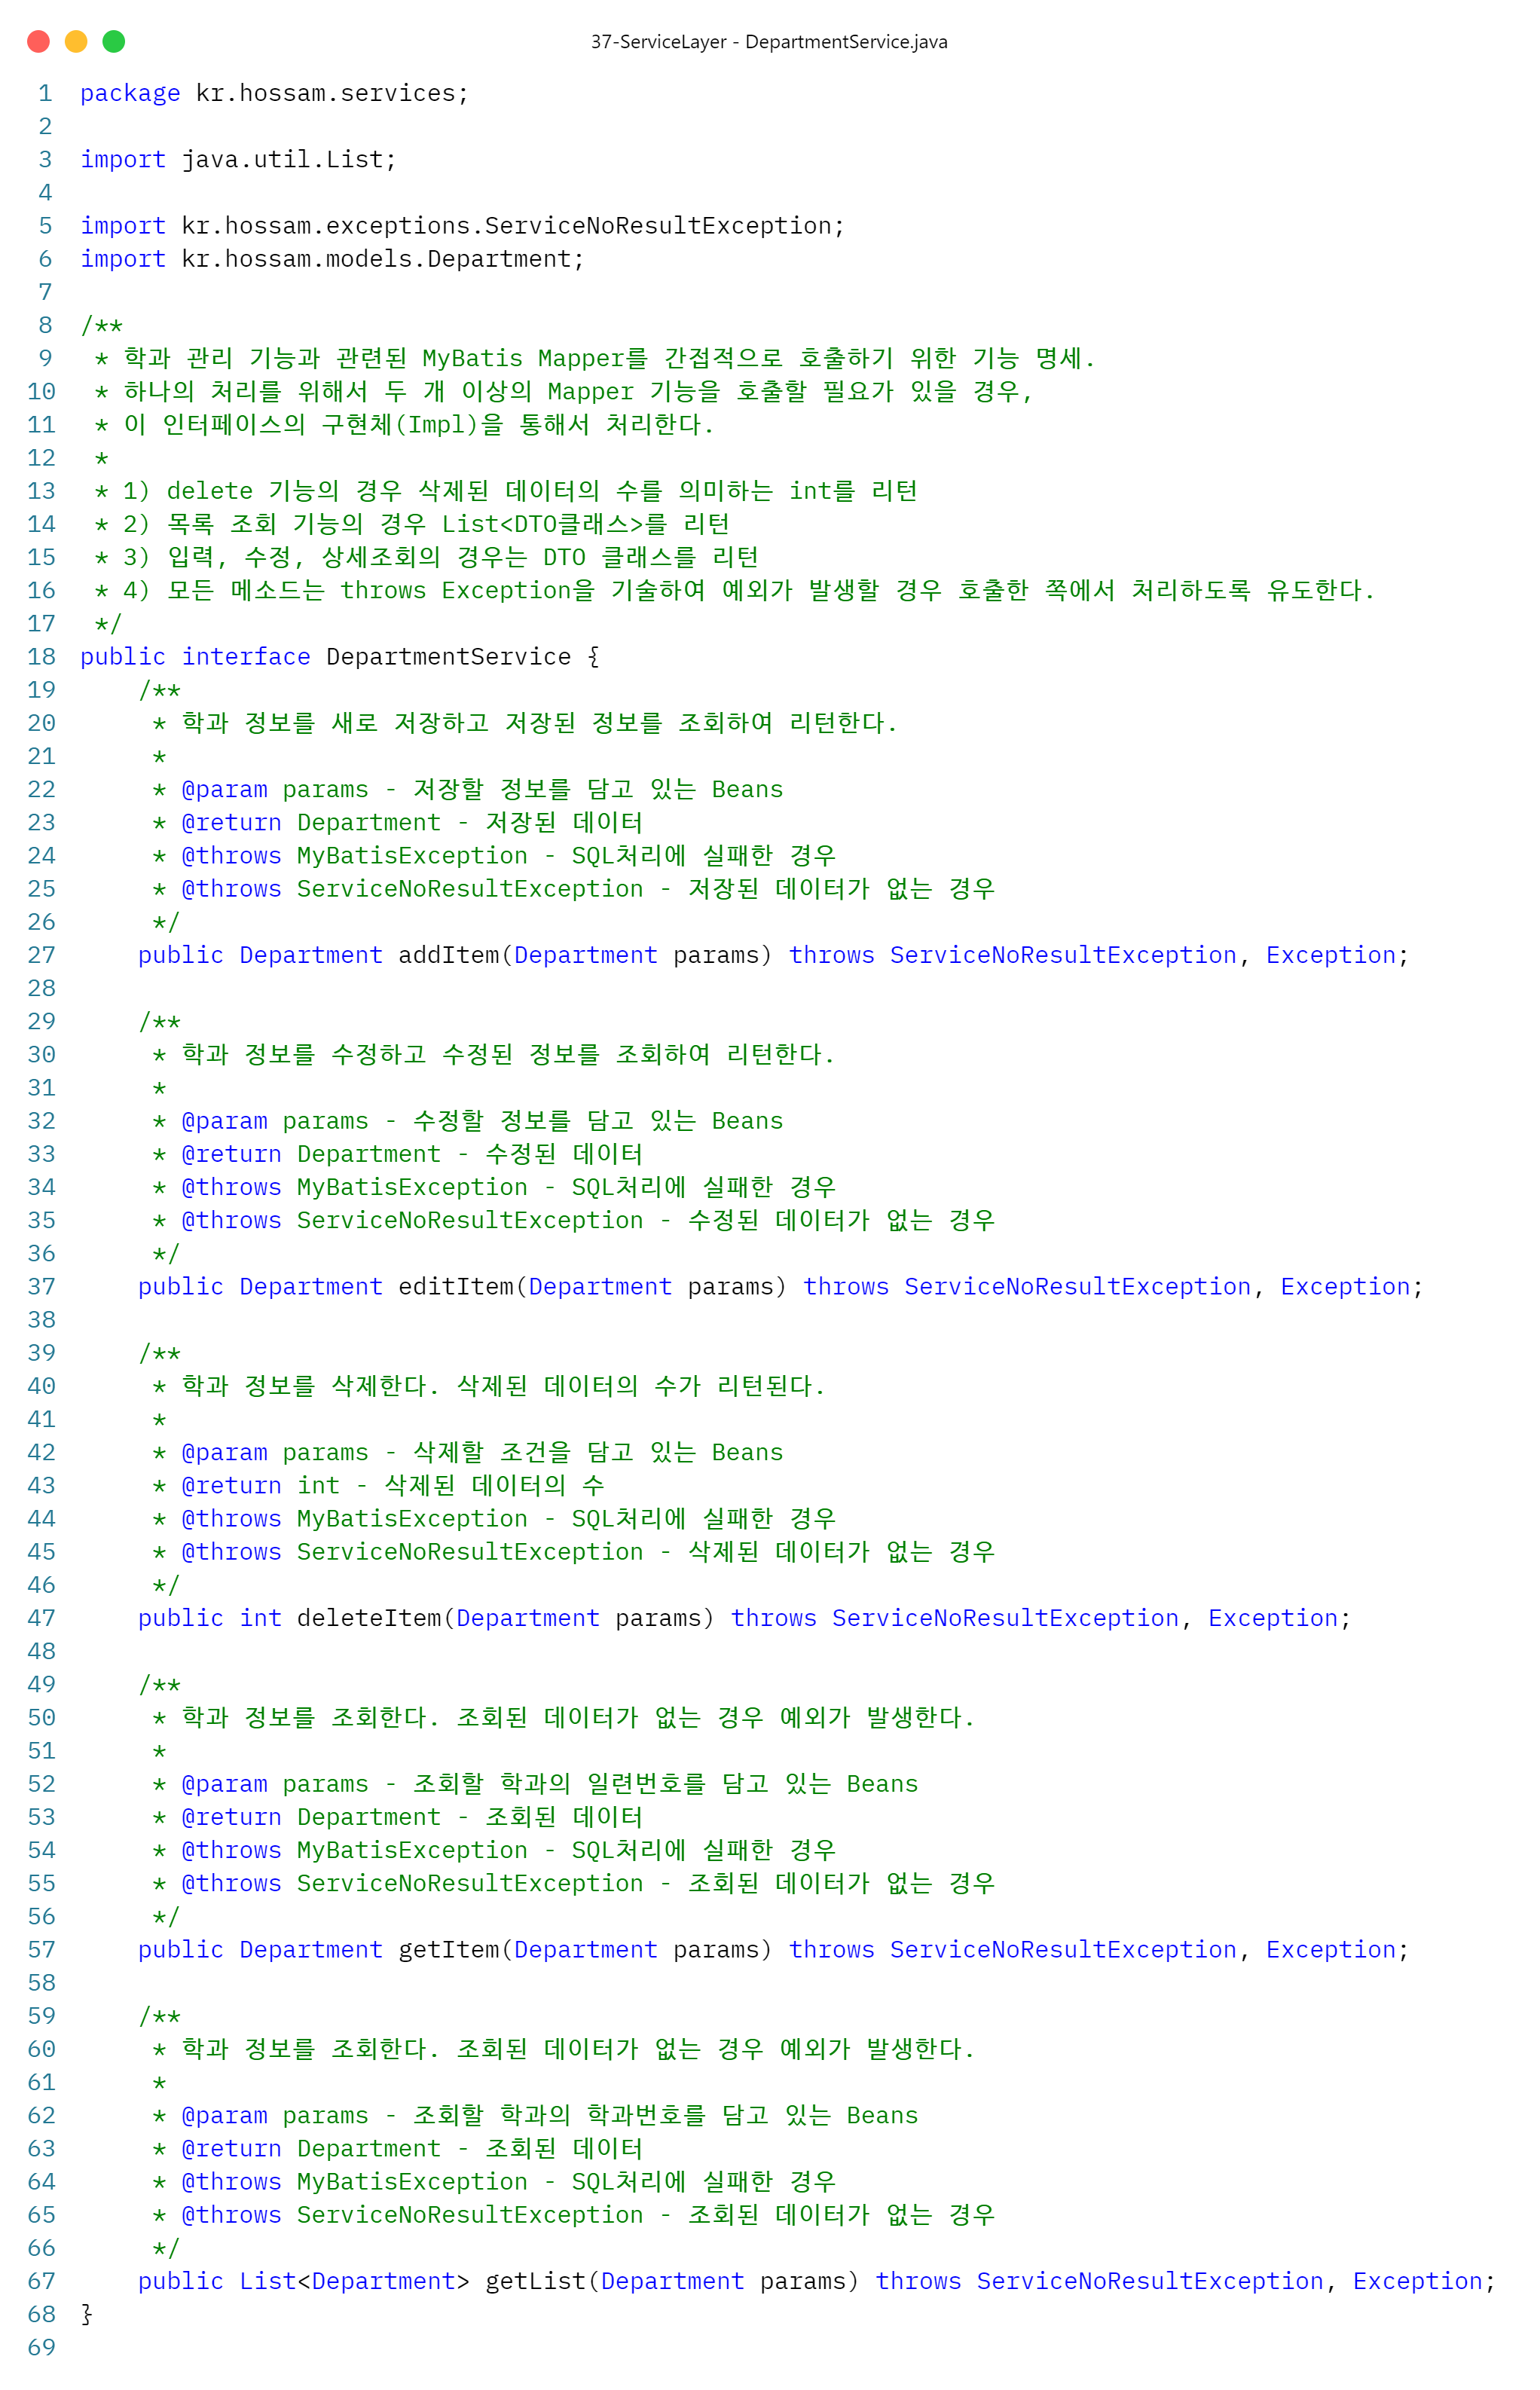 37-ServiceLayer - DepartmentService.java
1 package kr.hossam.services;
2
3 import java.util.List;
4
5 import kr.hossam.exceptions.ServiceNoResultException;
6 import kr.hossam.models.Department;
7
8 /**
9  * 학과 관리 기능과 관련된 MyBatis Mapper를 간접적으로 호출하기 위한 기능 명세.
10  * 하나의 처리를 위해서 두 개 이상의 Mapper 기능을 호출할 필요가 있을 경우,
11  * 이 인터페이스의 구현체(Impl)을 통해서 처리한다.
12  *
13  * 1) delete 기능의 경우 삭제된 데이터의 수를 의미하는 int를 리턴
14  * 2) 목록 조회 기능의 경우 List<DTO클래스>를 리턴
15  * 3) 입력, 수정, 상세조회의 경우는 DTO 클래스를 리턴
16  * 4) 모든 메소드는 throws Exception을 기술하여 예외가 발생할 경우 호출한 쪽에서 처리하도록 유도한다.
17  */
18 public interface DepartmentService {
19     /**
20      * 학과 정보를 새로 저장하고 저장된 정보를 조회하여 리턴한다.
21      *
22      * @param params - 저장할 정보를 담고 있는 Beans
23      * @return Department - 저장된 데이터
24      * @throws MyBatisException - SQL처리에 실패한 경우
25      * @throws ServiceNoResultException - 저장된 데이터가 없는 경우
26      */
27     public Department addItem(Department params) throws ServiceNoResultException, Exception;
28
29     /**
30      * 학과 정보를 수정하고 수정된 정보를 조회하여 리턴한다.
31      *
32      * @param params - 수정할 정보를 담고 있는 Beans
33      * @return Department - 수정된 데이터
34      * @throws MyBatisException - SQL처리에 실패한 경우
35      * @throws ServiceNoResultException - 수정된 데이터가 없는 경우
36      */
37     public Department editItem(Department params) throws ServiceNoResultException, Exception;
38
39     /**
40      * 학과 정보를 삭제한다. 삭제된 데이터의 수가 리턴된다.
41      *
42      * @param params - 삭제할 조건을 담고 있는 Beans
43      * @return int - 삭제된 데이터의 수
44      * @throws MyBatisException - SQL처리에 실패한 경우
45      * @throws ServiceNoResultException - 삭제된 데이터가 없는 경우
46      */
47     public int deleteItem(Department params) throws ServiceNoResultException, Exception;
48
49     /**
50      * 학과 정보를 조회한다. 조회된 데이터가 없는 경우 예외가 발생한다.
51      *
52      * @param params - 조회할 학과의 일련번호를 담고 있는 Beans
53      * @return Department - 조회된 데이터
54      * @throws MyBatisException - SQL처리에 실패한 경우
55      * @throws ServiceNoResultException - 조회된 데이터가 없는 경우
56      */
57     public Department getItem(Department params) throws ServiceNoResultException, Exception;
58
59     /**
60      * 학과 정보를 조회한다. 조회된 데이터가 없는 경우 예외가 발생한다.
61      *
62      * @param params - 조회할 학과의 학과번호를 담고 있는 Beans
63      * @return Department - 조회된 데이터
64      * @throws MyBatisException - SQL처리에 실패한 경우
65      * @throws ServiceNoResultException - 조회된 데이터가 없는 경우
66      */
67     public List<Department> getList(Department params) throws ServiceNoResultException, Exception;
68 }
69